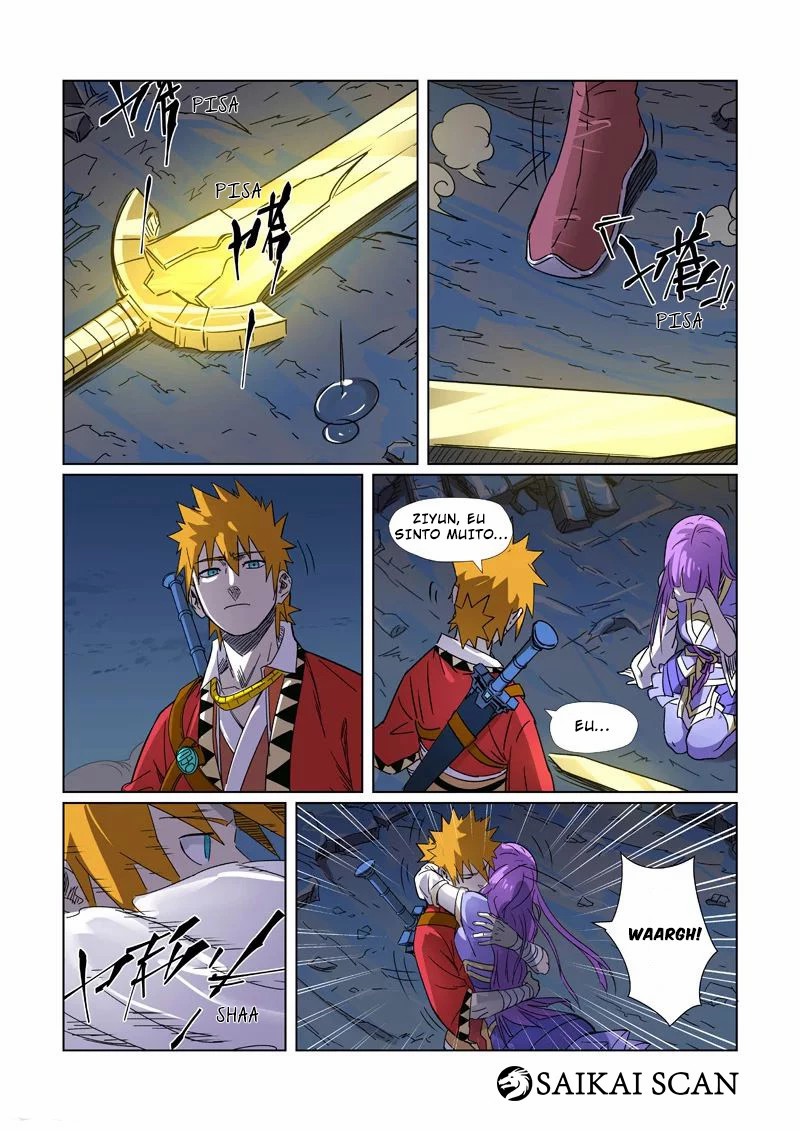 PISA
PISA
PISA
ZIYUN, EU
SINTO MUITO...
EU...
SHAA
WAARGH!
SAIKAI SCAN